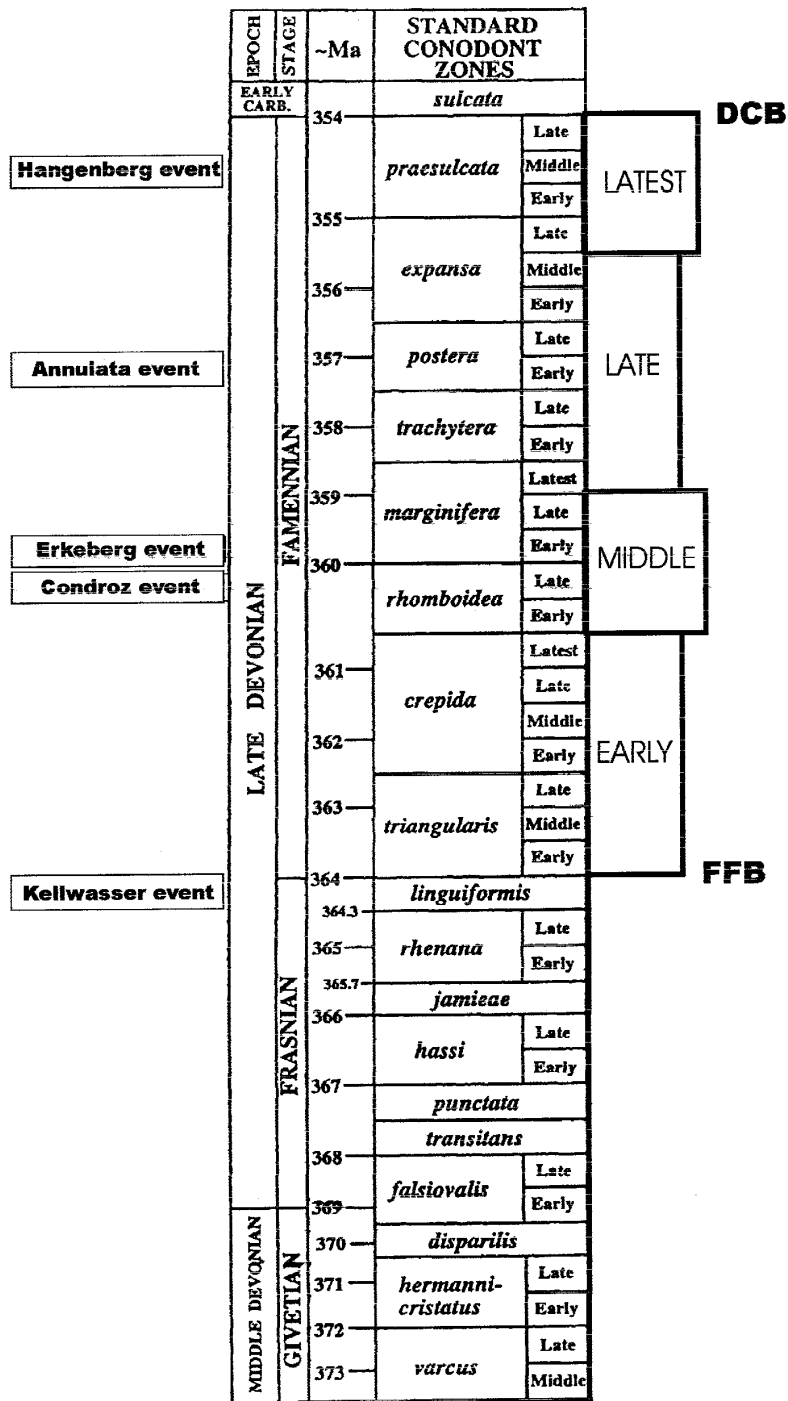 EPOCH
STAGE
~Ma
STANDARD
CONODONT
ZONES
EARLY
CARB.
sulcata
354
DCB
Late
Hangenberg event
praesulcata
Middle
LATEST
Early
355
Late
expansa
Middle
356
Early
Late
357
postera
LATE
Annulata event
Early
Late
358
trachytera
Early
FAMENNIAN
Latest
359
marginifera
Late
Erkeberg event
Early
MIDDLE
360
Condroz event
Late
rhomboidea
Early
LATE DEVONIAN
Latest
361
crepida
Late
Middle
362
Early
EARLY
Late
363
triangularis
Middle
Early
364
FFB
Kellwasser event
linguiformis
364.3
Late
365
rhenana
Early
365.7
jamieae
366
FRASNIAN
Late
hassi
Early
367
punctata
transitans
368
Late
falsiovalis
369
Early
disparilis
370
MIDDLE DEVONIAN
GIVETIAN
Late
371
hermanni-
cristatus
Early
372
Late
varcus
373
Middle